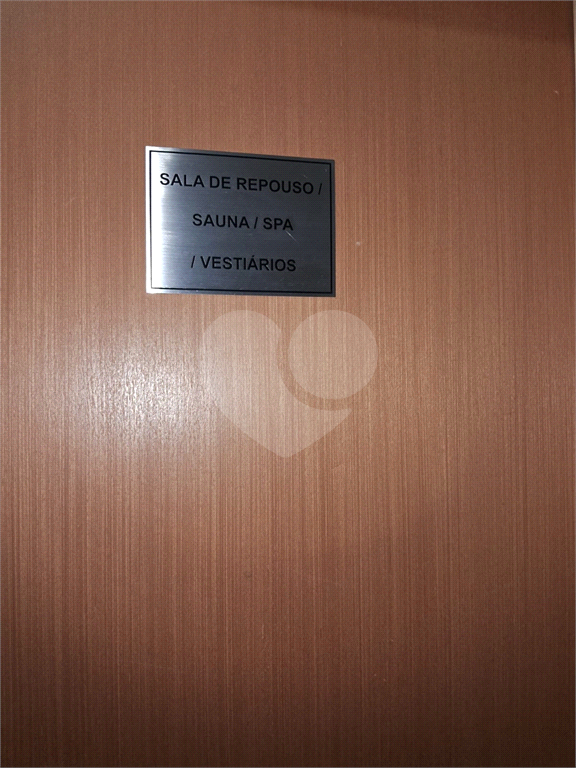 SALA DE REPOUSO /
SAUNA / SPA
/ VESTIÁRIOS